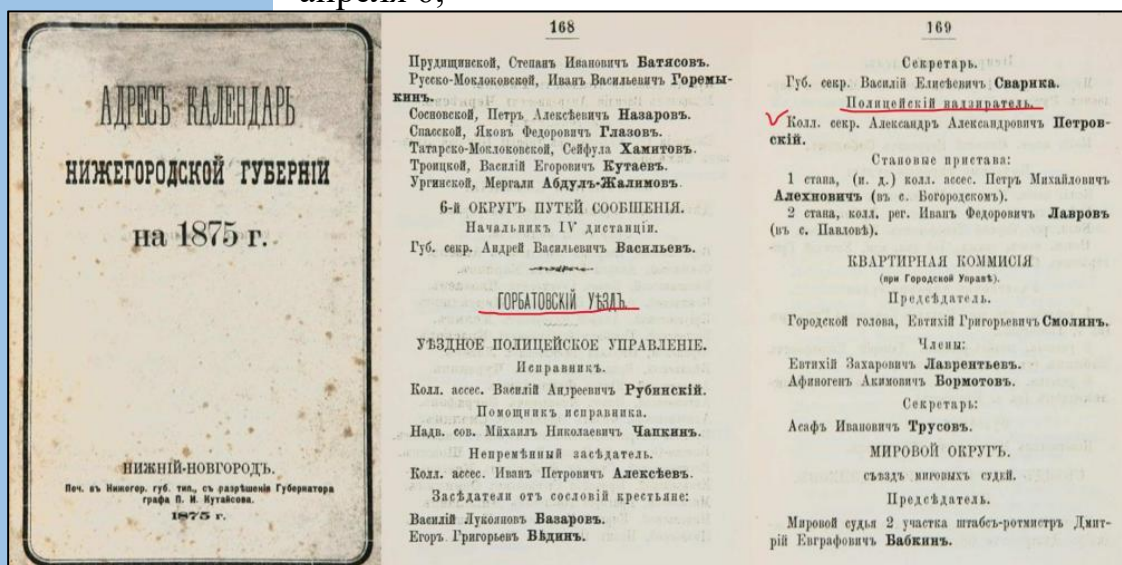 апреля 6,
АДРЕСЪ КАЛЕНДАРЬ
НИЖЕГОРОДСКОЙ ГУБЕРНІИ
на 1875 г.
НИЖНІЙ-НОВГОРОДЪ.
Печ. въ Нижегор. губ. тип., съ разрѣшенія Губернатора
графа П. И. Кутайсова.
1875 г.
168
Прудищинской, Степанъ Ивановичъ Батясовъ.
Русско-Моклоковской, Иванъ Васильевичъ Горемы-
кинъ.
Сосновской, Петръ Алексѣевичъ Назаровъ.
Спасской, Яковъ Федоровичъ Глазовъ.
Татарско-Моклоковской, Сейфула Хамитовъ.
Троицкой, Василій Егоровичъ Кутаевъ.
Ургинской, Мергали Абдулъ-Жалимовъ.
6-й ОКРУГЪ ПУТЕЙ СООБЩЕНІЯ.
Начальникъ IV дистанціи.
Губ. секр. Андрей Васильевичъ Васильевъ.
ГОРБАТОВСКІЙ УѢЗДЪ.
УѢЗДНОЕ ПОЛИЦЕЙСКОЕ УПРАВЛЕНІЕ.
Исправникъ.
Колл. ассес. Василій Андреевичъ Рубинскій.
Помощникъ исправника.
Надв. сов. Михаилъ Николаевичъ Чапкинъ.
Непремѣнный засѣдатель.
Колл. ассес. Иванъ Петровичъ Алексѣевъ.
Засѣдатели отъ сословій крестьяне:
Василій Лукояновъ Базаровъ.
Егоръ Григорьевъ Бѣдинъ.
169
Секретарь.
Губ. секр. Василій Елисѣевичъ Сварика.
Полицейскій надзиратель.
Колл. секр. Александръ Александровичъ Петров-
скій.
Становые пристава:
1 стана, (и. д.) колл. ассес. Петръ Михайловичъ
Алехновичъ (въ с. Богородскомъ).
2 стана, колл. рег. Иванъ Федоровичъ Лавровъ
(въ с. Павловѣ).
КВАРТИРНАЯ КОММИСІЯ
(при Городской Управѣ).
Предсѣдатель.
Городской голова, Евтихій Григорьевичъ Смолинъ.
Члены:
Евтихій Захаровичъ Лаврентьевъ.
Афиногенъ Акимовичъ Бормотовъ.
Секретарь:
Асафъ Ивановичъ Трусовъ.
МИРОВОЙ ОКРУГЪ.
СЪѢЗДЪ МИРОВЫХЪ СУДЕЙ.
Предсѣдатель.
Мировой судья 2 участка штабсъ-ротмистръ Дмит-
рій Евграфовичъ Бабкинъ.